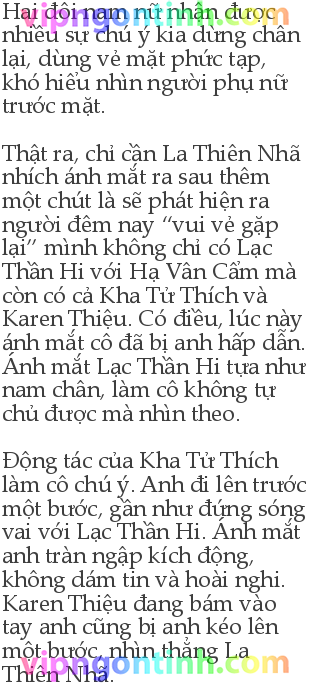 vipngontinh.com
Hai đôi nam nữ nhận được
nhiều sự chú ý kia dừng chân
lại, dùng vẻ mặt phức tạp,
khó hiểu nhìn người phụ nữ
trước mặt.
Thật ra, chỉ cần La Thiên Nhã
nhích ánh mắt ra sau thêm
một chút là sẽ phát hiện ra
người đêm nay “vui vẻ gặp
lại” mình không chỉ có Lạc
Thần Hi với Hạ Vân Cẩm mà
còn có cả Kha Tử Thích và
Karen Thiệu. Có điều, lúc này
ánh mắt cô đã bị anh hấp dẫn.
Ánh mắt Lạc Thần Hi tựa như
nam châm, làm cô không tự
chủ được mà nhìn theo.
Động tác của Kha Tử Thích
làm cô chú ý. Anh đi lên trước
một bước, gần như đứng sóng
vai với Lạc Thần Hi. Ánh mắt
anh tràn ngập kích động,
không dám tin và hoài nghi.
Karen Thiệu đang bám vào
tay anh cũng bị anh kéo lên
một bước, nhìn thẳng La
Thiên Nhã.
vipngontinh.com